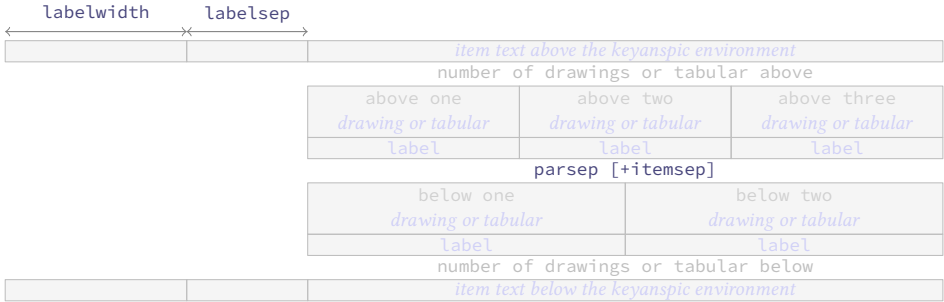 labelwidth labelsep
item text above the keyanspic environment
number of drawings or tabular above
above one above two above three
drawing or tabular drawing or tabular drawing or tabular
label label label
parsep [+itemsep]
below one below two
drawing or tabular drawing or tabular
label label
number of drawings or tabular below
item text below the keyanspic environment